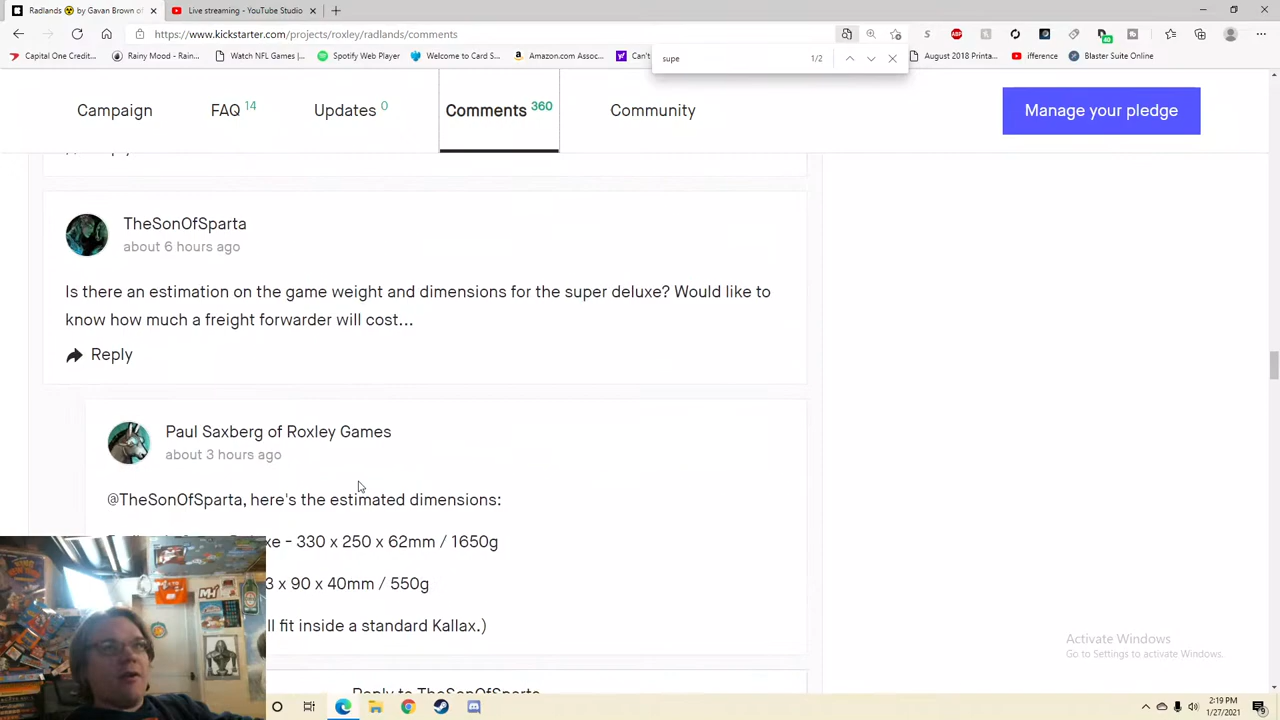 Radlands by Gavan Brown of
Live streaming - YouTube Studio
https://www.kickstarter.com/projects/roxley/radlands/comments
Capital One Credit...
Rainy Mood - Rain...
Watch NFL Games |...
Spotify Web Player
Welcome to Card S...
Amazon.com Assoc...
Can't
August 2018 Printa...
ifference
Blaster Suite Online
supe
1/2
Campaign
FAQ 14
Updates 0
Comments 360
Community
Manage your pledge
TheSonOfSparta
about 6 hours ago
Is there an estimation on the game weight and dimensions for the super deluxe? Would like to
know how much a freight forwarder will cost...
Reply
Paul Saxberg of Roxley Games
about 3 hours ago
@TheSonOfSparta, here's the estimated dimensions:
xe - 330 x 250 x 62mm / 1650g
3 x 90 x 40mm / 550g
ll fit inside a standard Kallax.)
Reply to TheSonOfSparta
Activate Windows
Go to Settings to activate Windows.
2:19 PM
1/27/2021